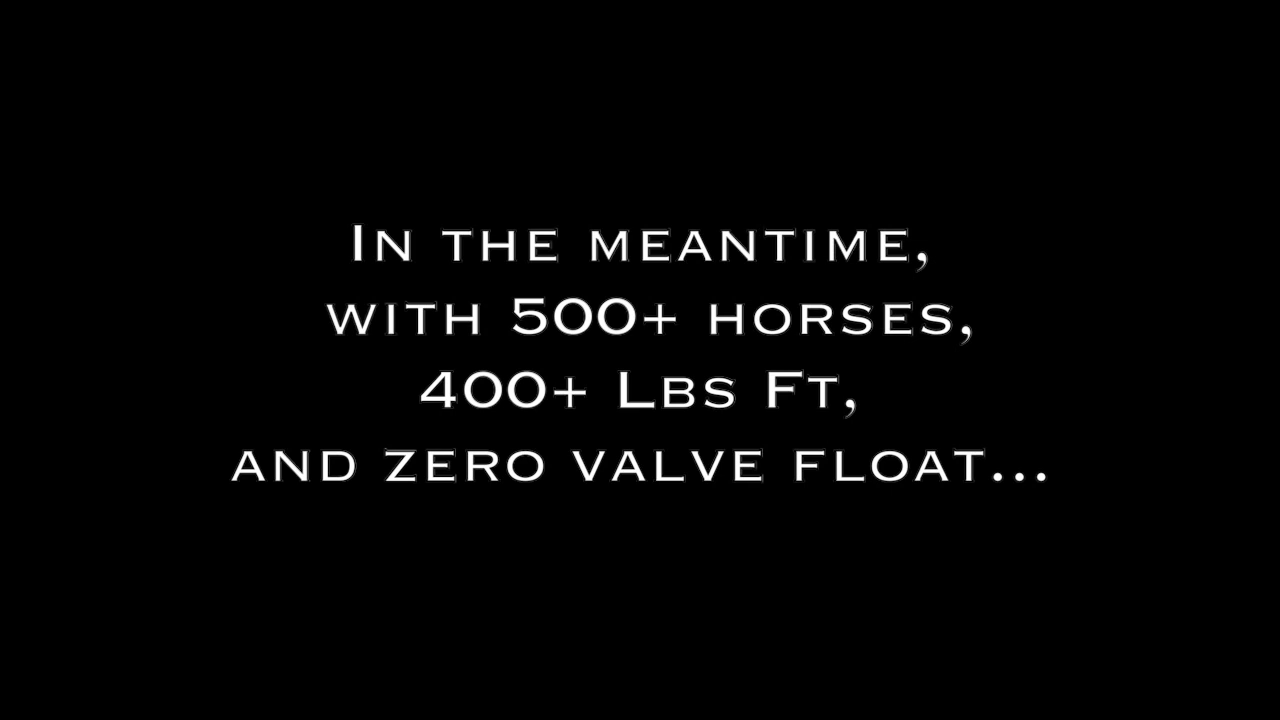 In the meantime,
with 500+ horses,
400+ Lbs Ft,
and zero valve float...